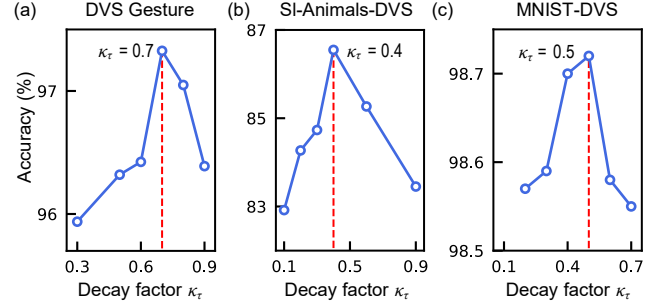 (a) DVS Gesture
κτ = 0.7
97
96
Accuracy (%)
0.3 0.6 0.9
Decay factor κτ
(b) Sl-Animals-DVS
κτ = 0.4
87
85
83
0.1 0.5 0.9
Decay factor κτ
(c) MNIST-DVS
κτ = 0.5
98.7
98.6
98.5
0.1 0.4 0.7
Decay factor κτ